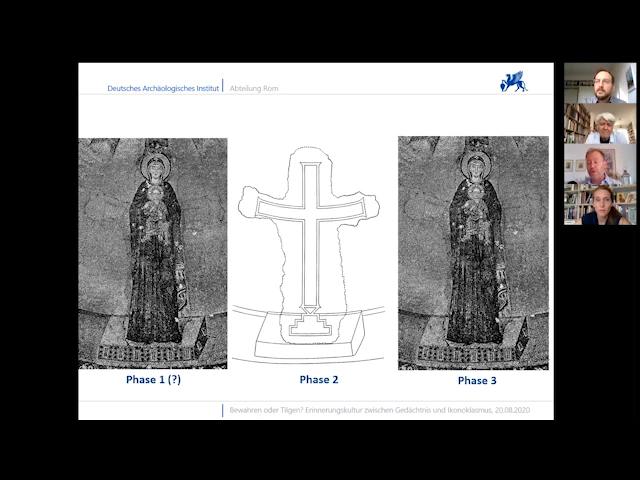 Deutsches Archäologisches Institut
Abteilung Rom
Phase 1 (?)
Phase 2
Phase 3
Bewahren oder Tilgen? Erinnerungskultur zwischen Gedächtnis und Ikonoklasmus, 20.08.2020